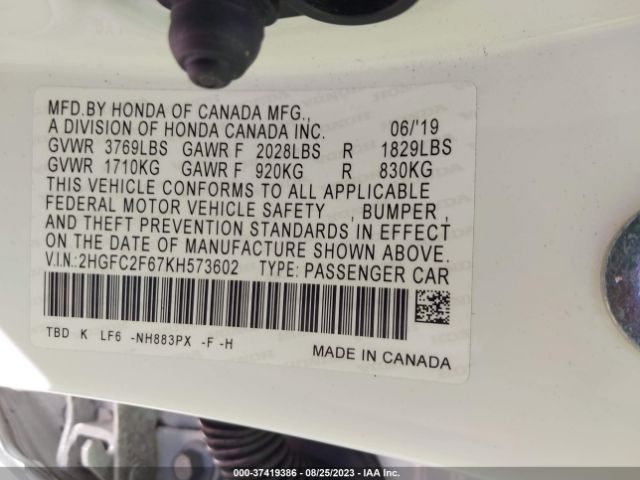 MFD.BY HONDA OF CANADA MFG.,
A DIVISION OF HONDA CANADA INC. 06/'19
GVWR 3769LBS GAWR F 2028LBS R 1829LBS
GVWR 1710KG GAWR F 920KG R 830KG
THIS VEHICLE CONFORMS TO ALL APPLICABLE
FEDERAL MOTOR VEHICLE SAFETY , BUMPER ,
AND THEFT PREVENTION STANDARDS IN EFFECT
ON THE DATE OF MANUFACTURE SHOWN ABOVE.
V.I.N.:2HGFC2F67KH573602 TYPE: PASSENGER CAR
TBD K LF6 -NH883PX -F -H
MADE IN CANADA
000-37419386 - 08/25/2023 - IAA Inc.